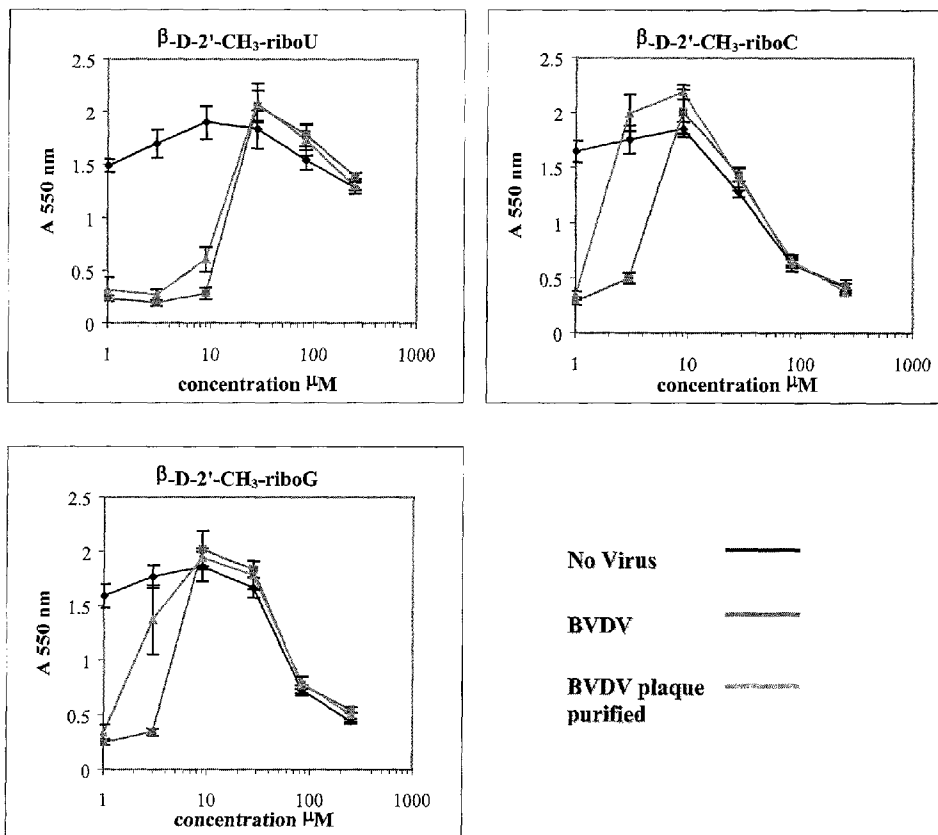 β-D-2'-CH₃-riboU
2.5
2
1.5
1
0.5
0
A 550 nm
1 10 100 1000
concentration μM
β-D-2'-CH₃-riboC
2.5
2
1.5
1
0.5
0
A 550 nm
1 10 100 1000
concentration μM
β-D-2'-CH₃-riboG
2.5
2
1.5
1
0.5
0
A 550 nm
1 10 100 1000
concentration μM
No Virus
BVDV
BVDV plaque
purified